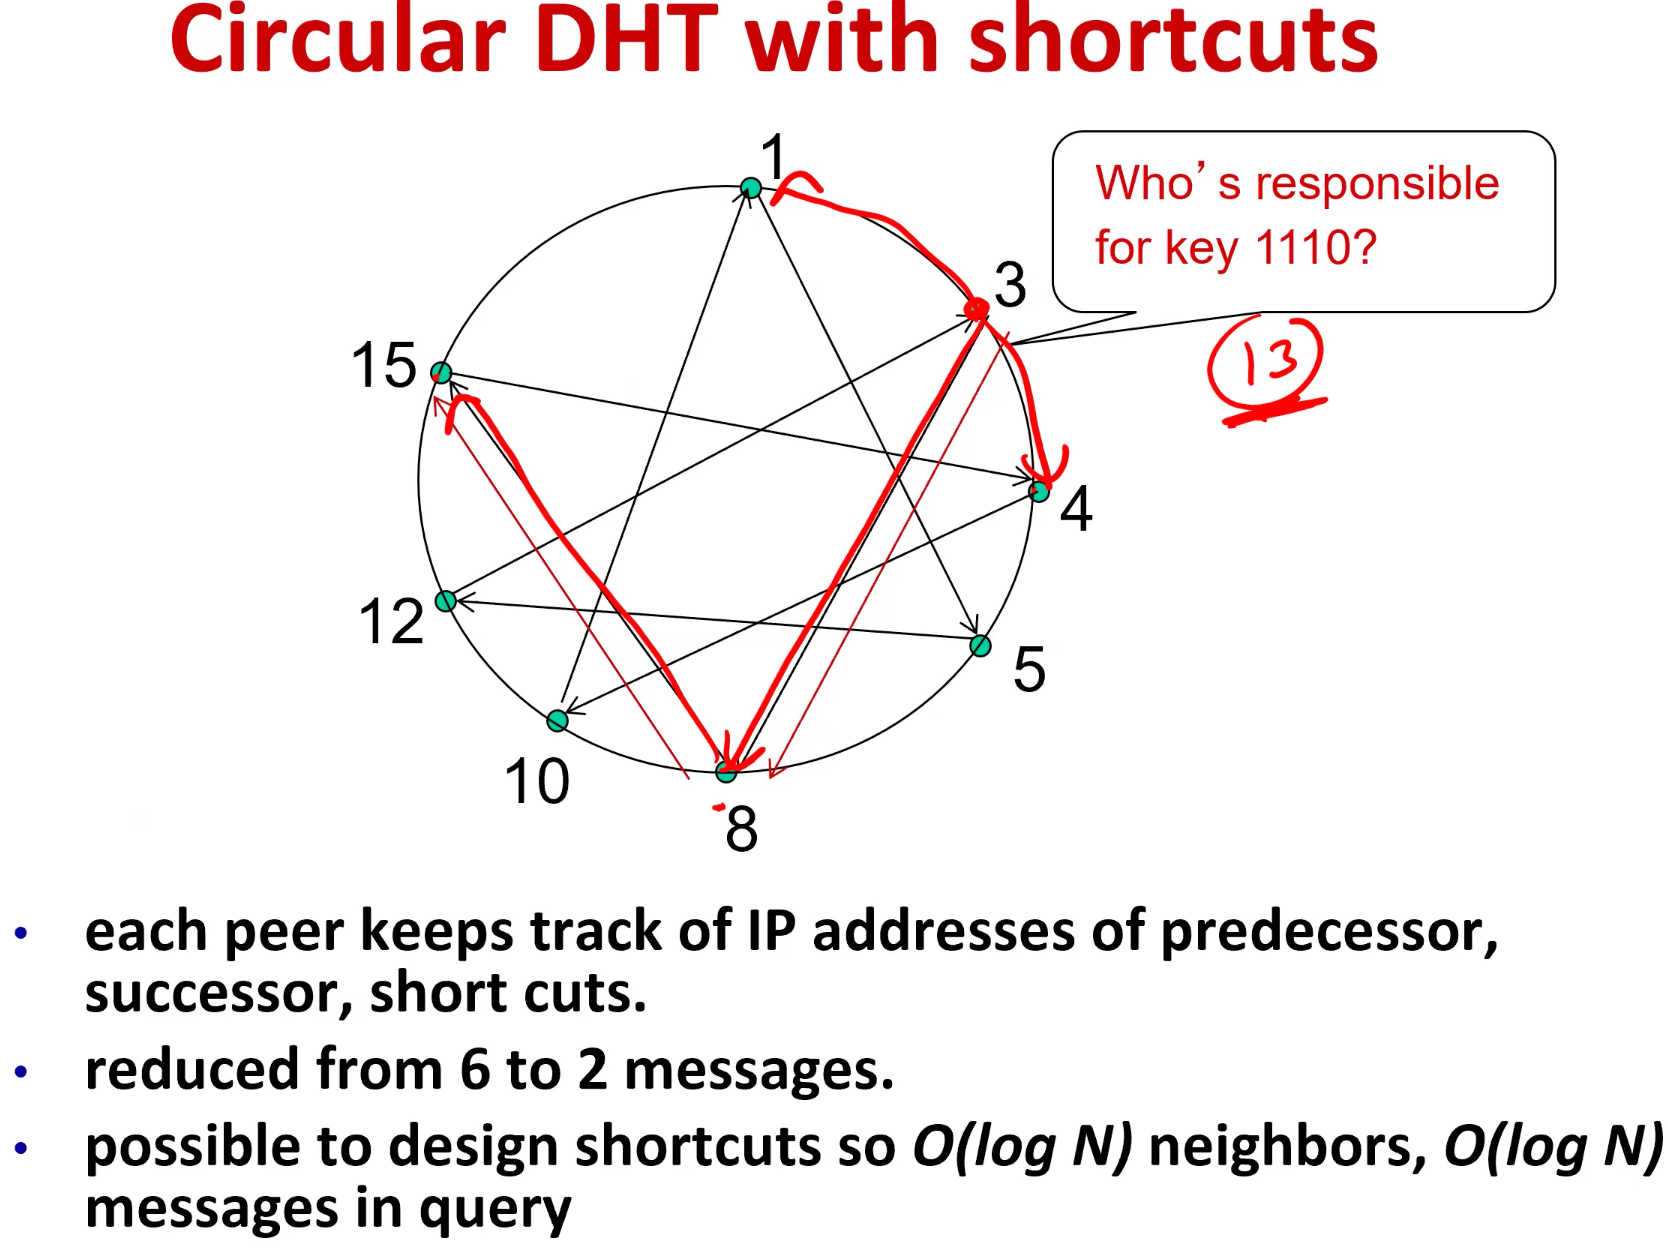 Circular DHT with shortcuts
1
Who's responsible
for key 1110?
3
13
15
4
12
5
10
8
• each peer keeps track of IP addresses of predecessor,
successor, short cuts.
• reduced from 6 to 2 messages.
• possible to design shortcuts so O(log N) neighbors, O(log N)
messages in query